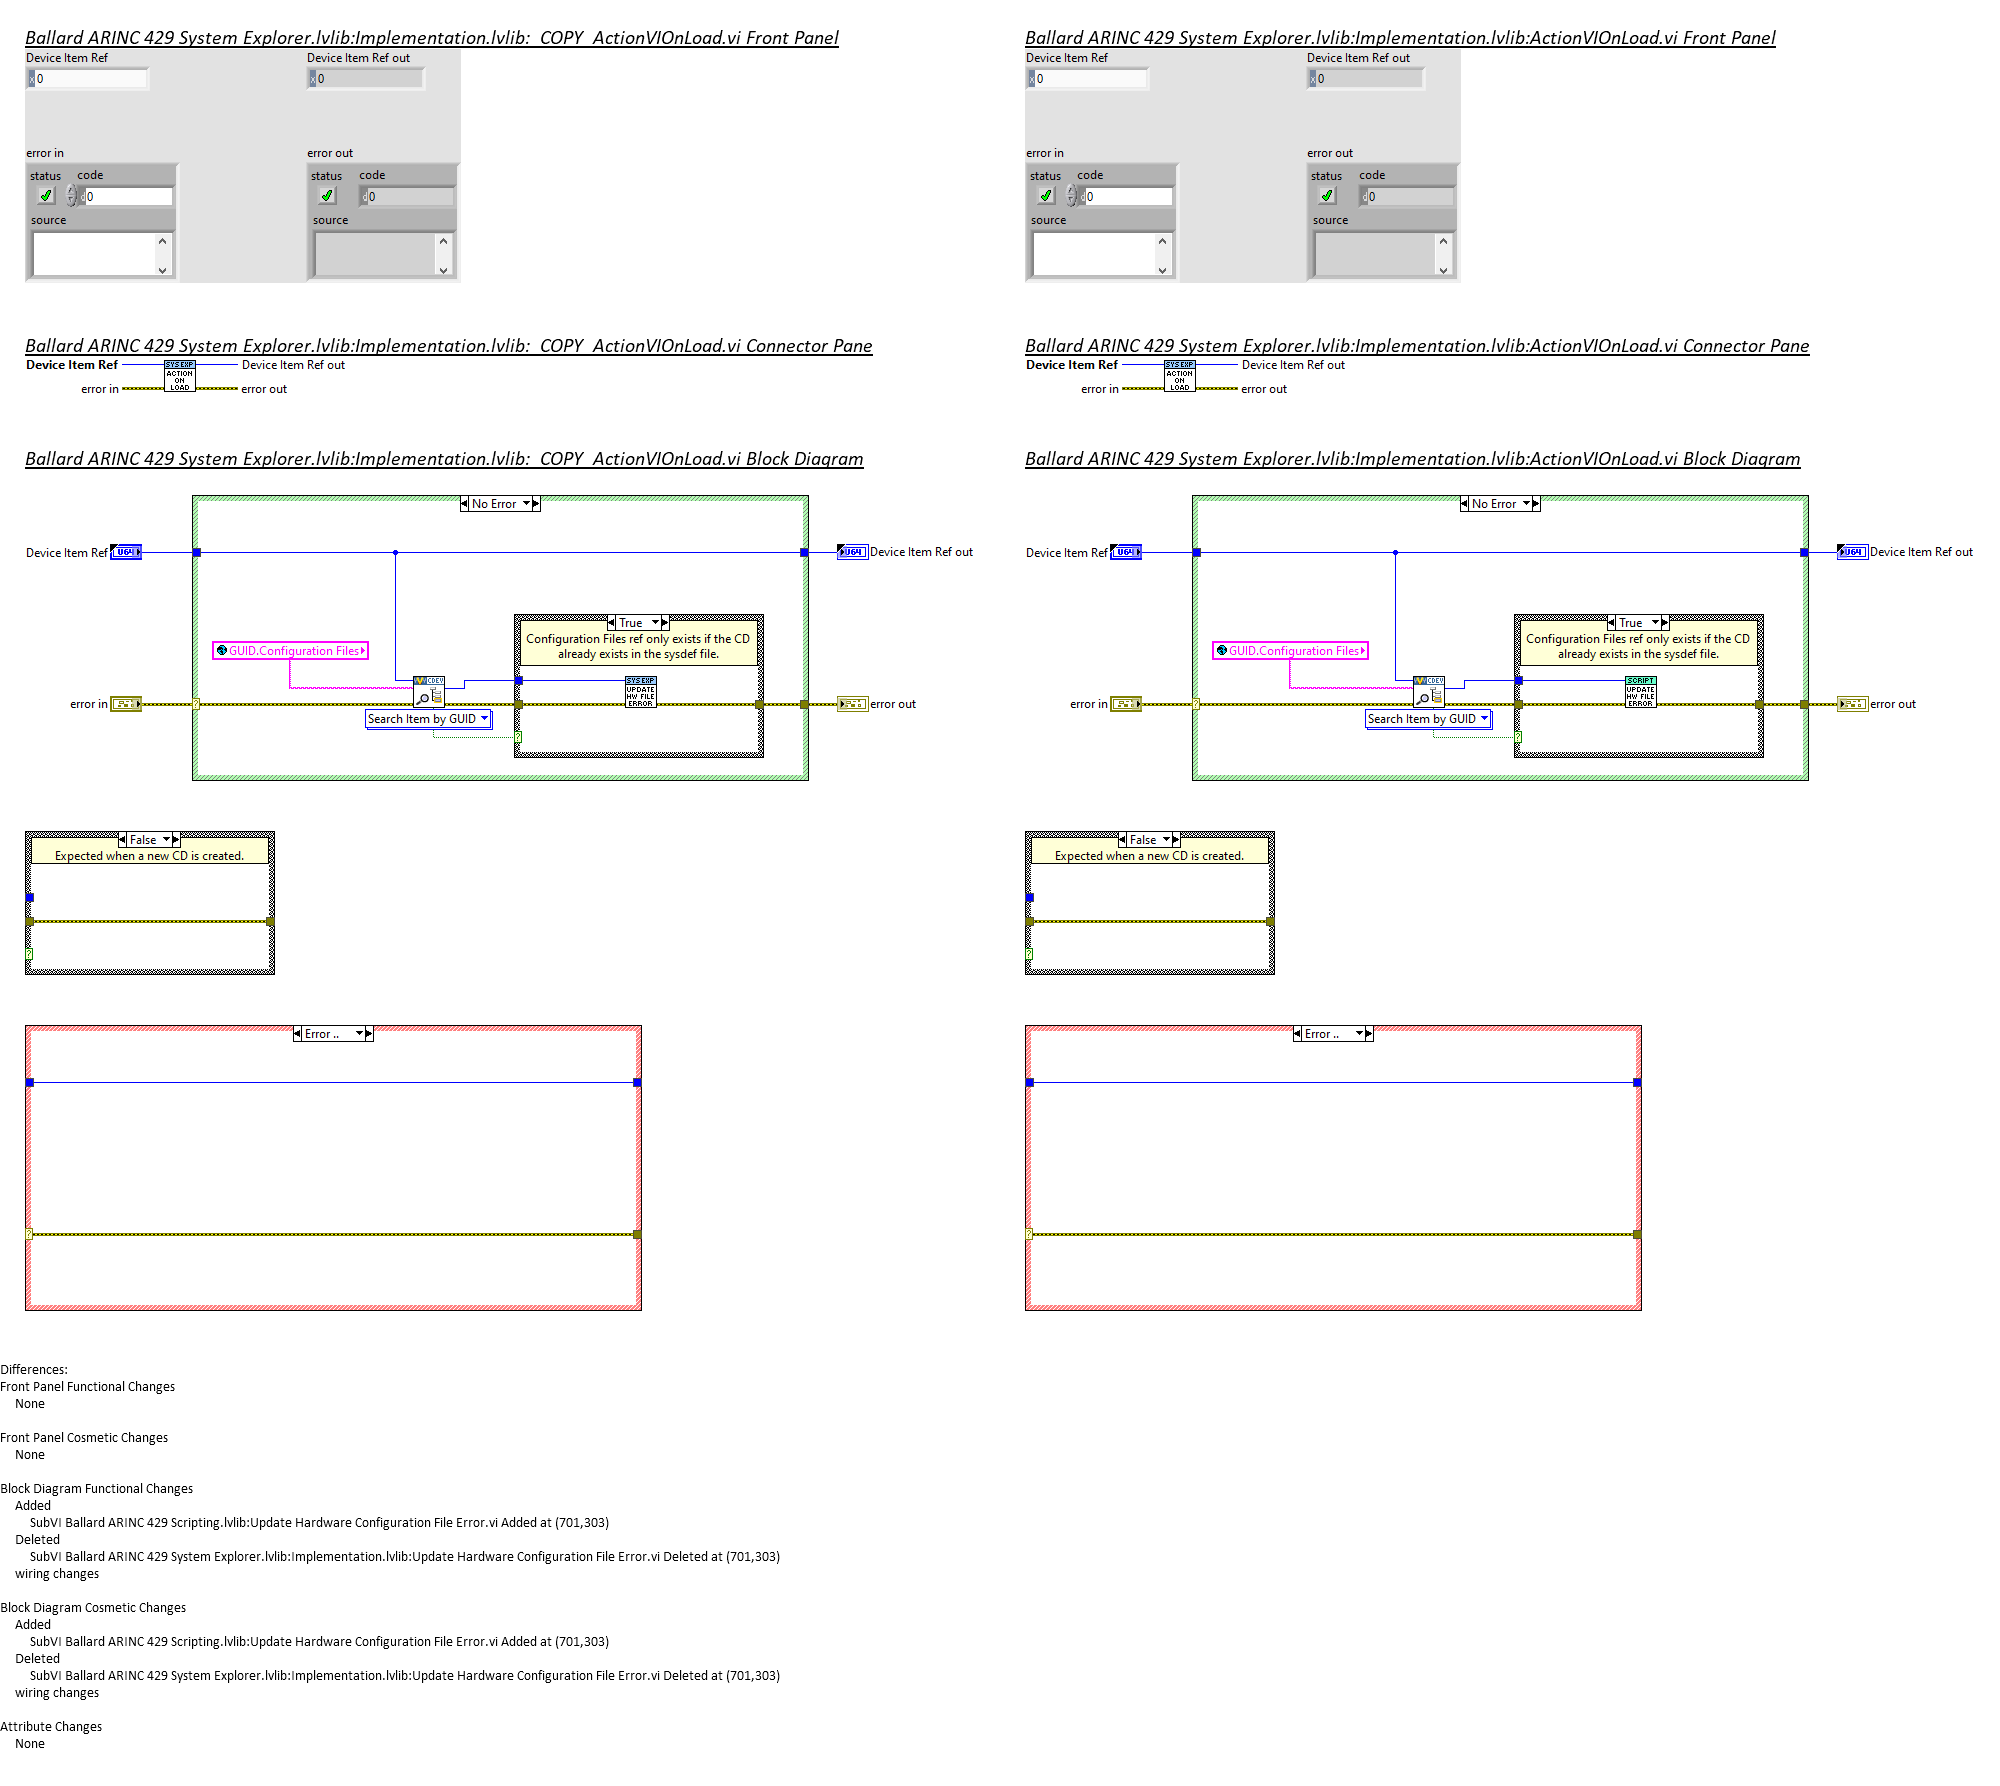 Ballard ARINC 429 System Explorer.lvlib:Implementation.lvlib:_COPY_ActionVIOnLoad.vi Front Panel
Device Item Ref
Device Item Ref out
x 0
x 0
error in
error out
status code
status code
d 0
d 0
source
source
Ballard ARINC 429 System Explorer.lvlib:Implementation.lvlib:_COPY_ActionVIOnLoad.vi Connector Pane
Device Item Ref
SYS EXP
ACTION
ON
LOAD
Device Item Ref out
error in
error out
Ballard ARINC 429 System Explorer.lvlib:Implementation.lvlib:_COPY_ActionVIOnLoad.vi Block Diagram
No Error
Device Item Ref
U64
U64
Device Item Ref out
True
Configuration Files ref only exists if the CD
already exists in the sysdef file.
GUID.Configuration Files
CDEV
SYS EXP
UPDATE
HW FILE
ERROR
error in
?
error out
Search Item by GUID
?
False
Expected when a new CD is created.
?
Error ..
?
Ballard ARINC 429 System Explorer.lvlib:Implementation.lvlib:ActionVIOnLoad.vi Front Panel
Device Item Ref
Device Item Ref out
x 0
x 0
error in
error out
status code
status code
d 0
d 0
source
source
Ballard ARINC 429 System Explorer.lvlib:Implementation.lvlib:ActionVIOnLoad.vi Connector Pane
Device Item Ref
SYS EXP
ACTION
ON
LOAD
Device Item Ref out
error in
error out
Ballard ARINC 429 System Explorer.lvlib:Implementation.lvlib:ActionVIOnLoad.vi Block Diagram
No Error
Device Item Ref
U64
U64
Device Item Ref out
True
Configuration Files ref only exists if the CD
already exists in the sysdef file.
GUID.Configuration Files
CDEV
SCRIPT
UPDATE
HW FILE
ERROR
error in
?
error out
Search Item by GUID
?
False
Expected when a new CD is created.
?
Error ..
?
Differences:
Front Panel Functional Changes
None
Front Panel Cosmetic Changes
None
Block Diagram Functional Changes
Added
SubVI Ballard ARINC 429 Scripting.lvlib:Update Hardware Configuration File Error.vi Added at (701,303)
Deleted
SubVI Ballard ARINC 429 System Explorer.lvlib:Implementation.lvlib:Update Hardware Configuration File Error.vi Deleted at (701,303)
wiring changes
Block Diagram Cosmetic Changes
Added
SubVI Ballard ARINC 429 Scripting.lvlib:Update Hardware Configuration File Error.vi Added at (701,303)
Deleted
SubVI Ballard ARINC 429 System Explorer.lvlib:Implementation.lvlib:Update Hardware Configuration File Error.vi Deleted at (701,303)
wiring changes
Attribute Changes
None